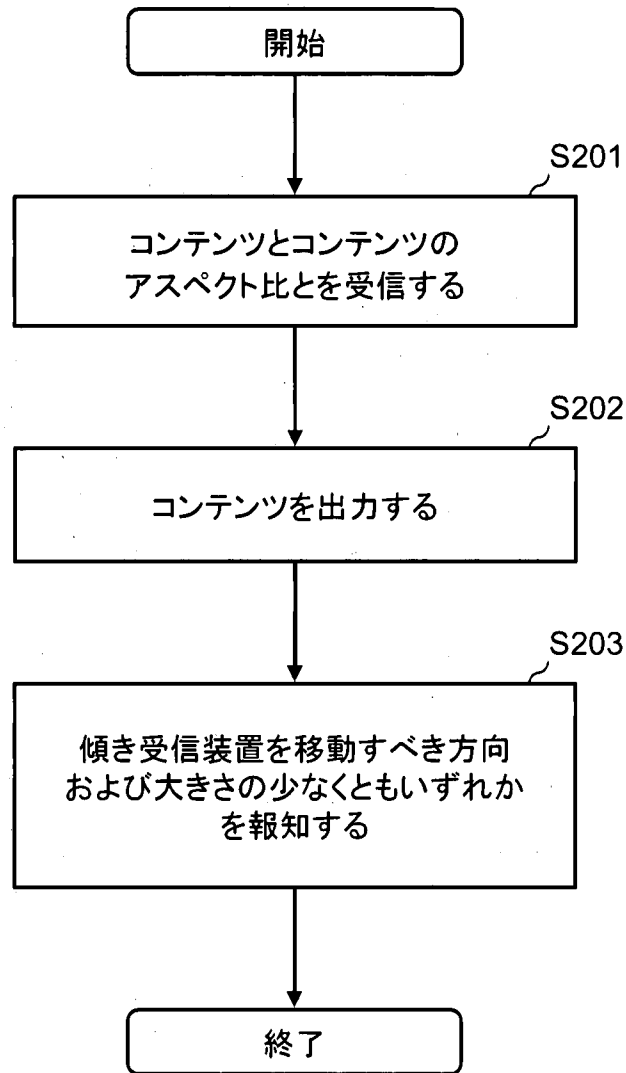 開始
S201
コンテンツとコンテンツの
アスペクト比とを受信する
S202
コンテンツを出力する
S203
傾き受信装置を移動すべき方向
および大きさの少なくともいずれか
を報知する
終了